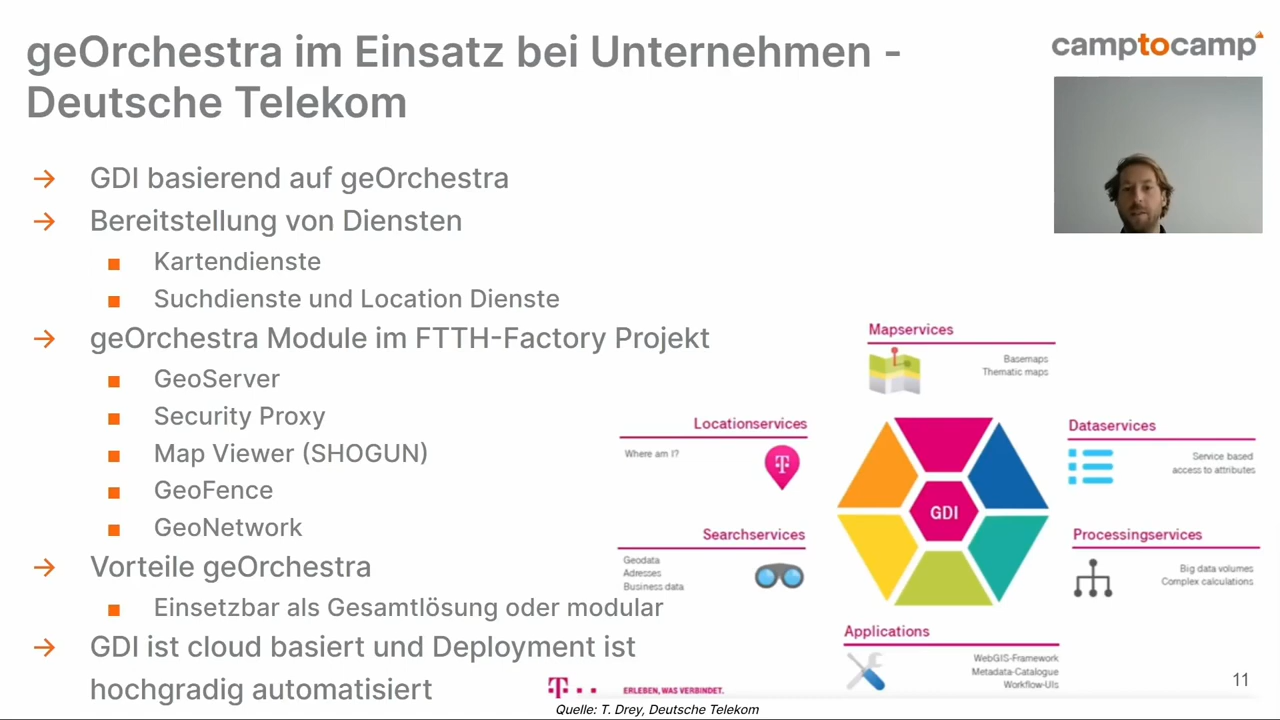 geOrchestra im Einsatz bei Unternehmen -
Deutsche Telekom
camptocamp
→ GDI basierend auf geOrchestra
→ Bereitstellung von Diensten
■ Kartendienste
■ Suchdienste und Location Dienste
→ geOrchestra Module im FTTH-Factory Projekt
■ GeoServer
■ Security Proxy
■ Map Viewer (SHOGUN)
■ GeoFence
■ GeoNetwork
→ Vorteile geOrchestra
■ Einsetzbar als Gesamtlösung oder modular
→ GDI ist cloud basiert und Deployment ist
hochgradig automatisiert
Mapservices
Basemaps
Thematic maps
Locationservices
Where am I?
T
Dataservices
Service based
access to attributes
GDI
Searchservices
Geodata
Adresses
Business data
Processingservices
Big data volumes
Complex calculations
Applications
WebGIS-Framework
Metadata-Catalogue
Workflow-UIs
T
ERLEBEN, WAS VERBINDET.
Quelle: T. Drey, Deutsche Telekom
11